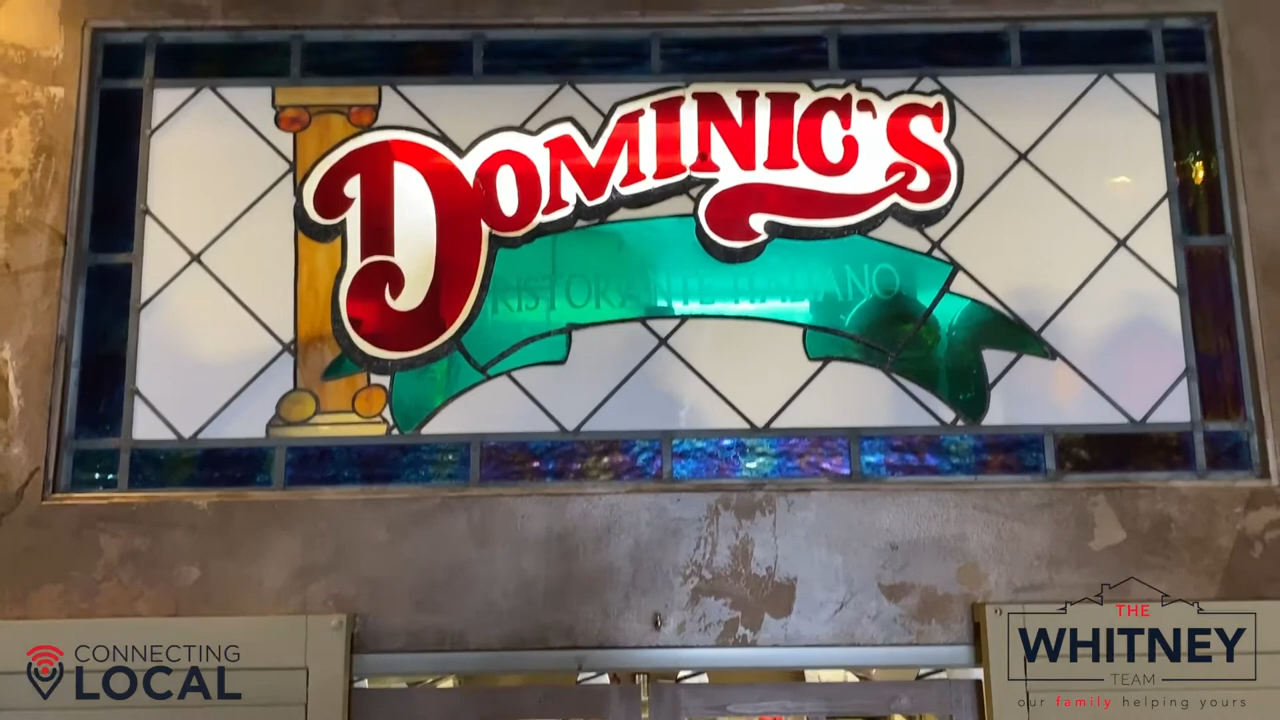 DOMINIC'S
RISTORANTE ITALIANO
CONNECTING
LOCAL
THE
WHITNEY
TEAM
our family helping yours